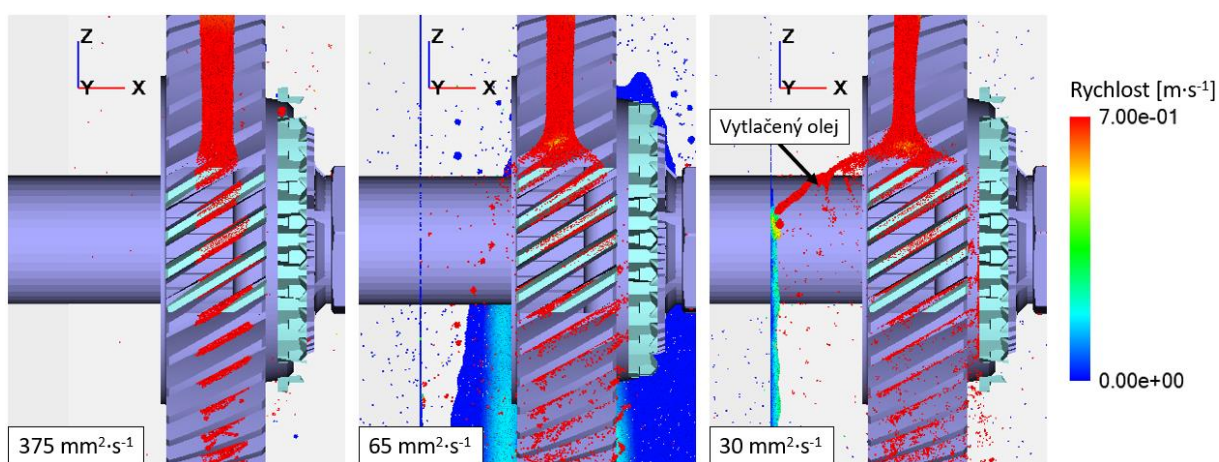 Z
Y X
375 mm²·s⁻¹
Z
Y X
65 mm²·s⁻¹
Z
Y X
Vytlačený olej
30 mm²·s⁻¹
Rychlost [m·s⁻¹]
7.00e-01
0.00e+00